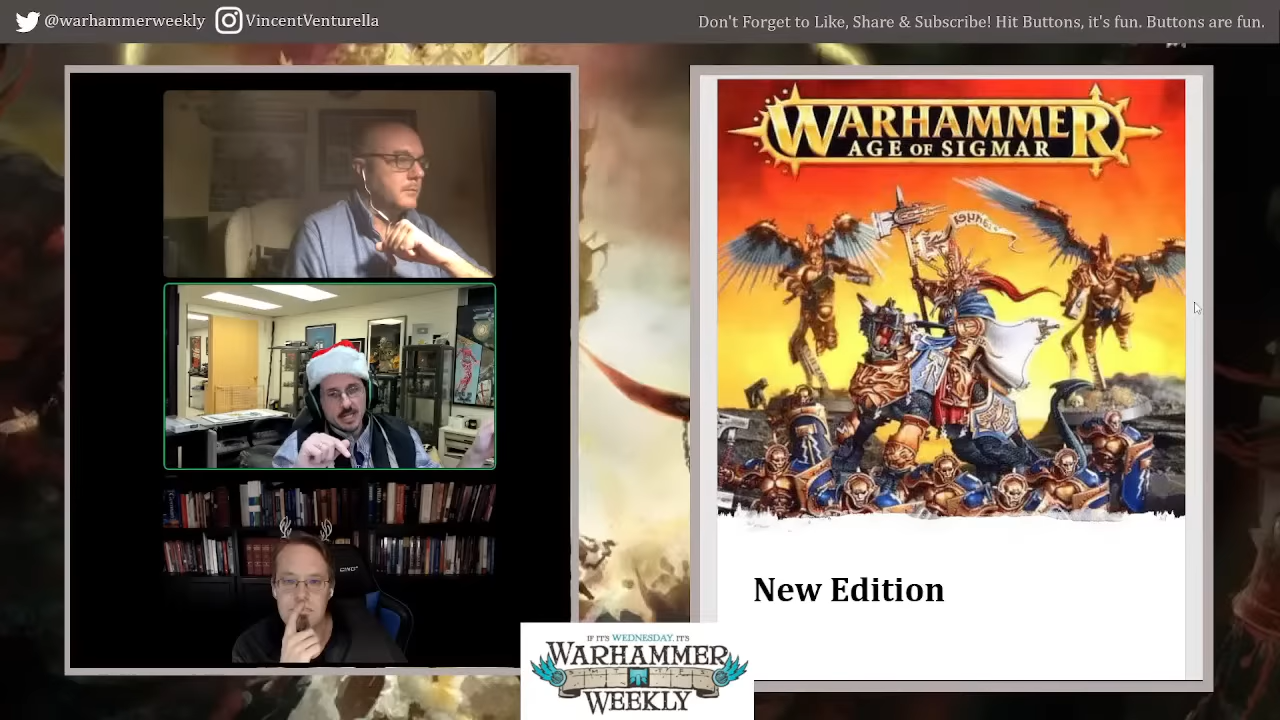 @warhammerweekly VincentVenturella
Don't Forget to Like, Share & Subscribe! Hit Buttons, it's fun. Buttons are fun.
WARHAMMER
AGE OF SIGMAR
New Edition
IF IT'S WEDNESDAY, IT'S
WARHAMMER
WEEKLY